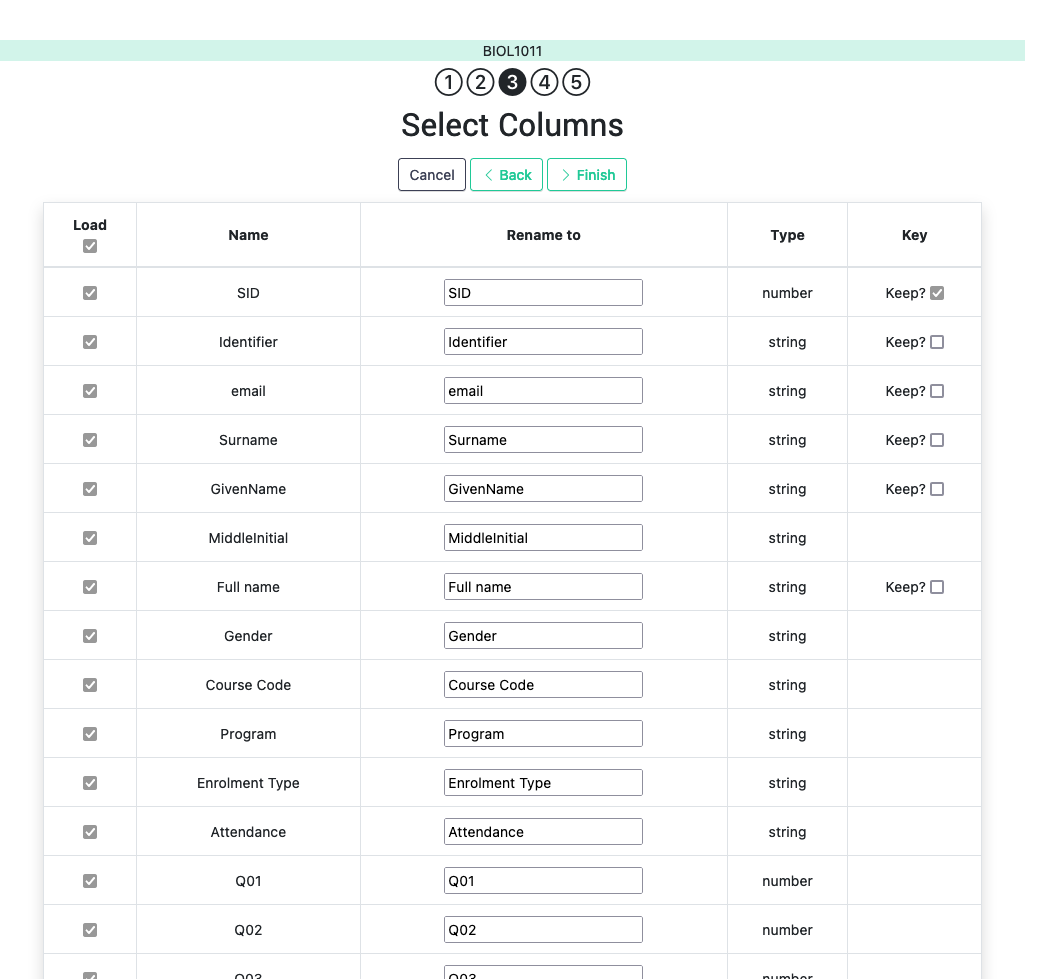 BIOL1011
1 2 3 4 5
Select Columns
Cancel < Back > Finish
Load Name Rename to Type Key
SID SID number Keep?
Identifier Identifier string Keep?
email email string Keep?
Surname Surname string Keep?
GivenName GivenName string Keep?
MiddleInitial MiddleInitial string
Full name Full name string Keep?
Gender Gender string
Course Code Course Code string
Program Program string
Enrolment Type Enrolment Type string
Attendance Attendance string
Q01 Q01 number
Q02 Q02 number
Q03 Q03 number